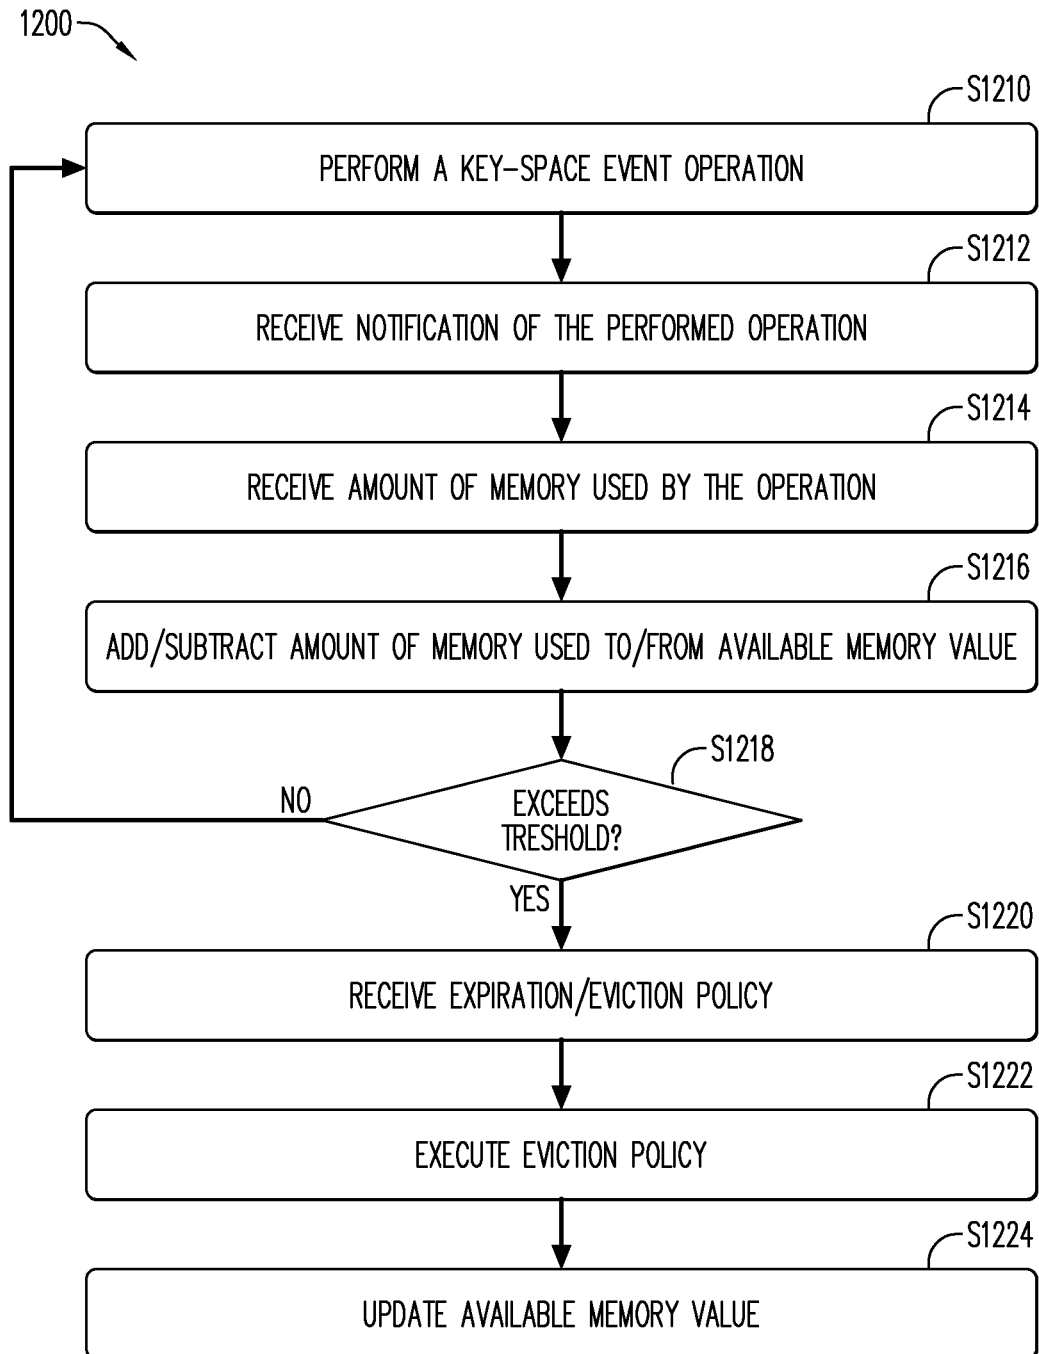 1200
S1210
PERFORM A KEY-SPACE EVENT OPERATION
S1212
RECEIVE NOTIFICATION OF THE PERFORMED OPERATION
S1214
RECEIVE AMOUNT OF MEMORY USED BY THE OPERATION
S1216
ADD/SUBTRACT AMOUNT OF MEMORY USED TO/FROM AVAILABLE MEMORY VALUE
S1218
NO
EXCEEDS
TRESHOLD?
YES
S1220
RECEIVE EXPIRATION/EVICTION POLICY
S1222
EXECUTE EVICTION POLICY
S1224
UPDATE AVAILABLE MEMORY VALUE